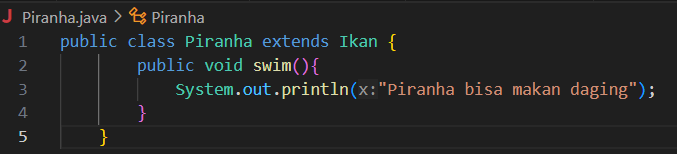 Piranha.java > Piranha
1 public class Piranha extends Ikan {
2 public void swim(){
3 System.out.println(x:"Piranha bisa makan daging");
4 }
5 }